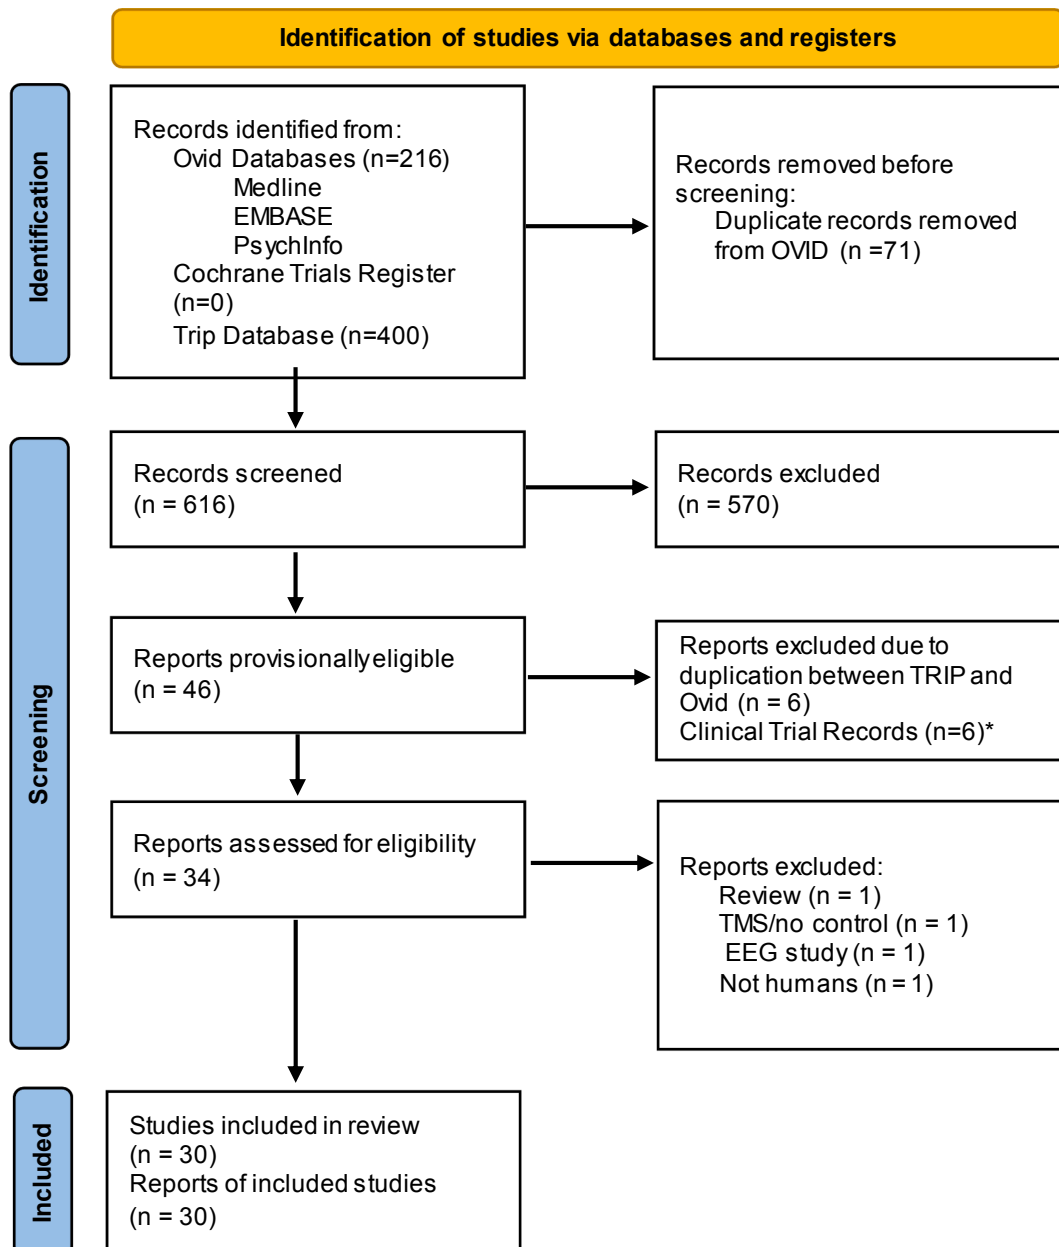 Identification of studies via databases and registers
Identification
Records identified from:
Ovid Databases (n=216)
Medline
EMBASE
PsychInfo
Cochrane Trials Register
(n=0)
Trip Database (n=400)
Records removed before
screening:
Duplicate records removed
from OVID (n =71)
Screening
Records screened
(n = 616)
Records excluded
(n = 570)
Reports provisionally eligible
(n = 46)
Reports excluded due to
duplication between TRIP and
Ovid (n = 6)
Clinical Trial Records (n=6)*
Reports assessed for eligibility
(n = 34)
Reports excluded:
Review (n = 1)
TMS/no control (n = 1)
EEG study (n = 1)
Not humans (n = 1)
Included
Studies included in review
(n = 30)
Reports of included studies
(n = 30)